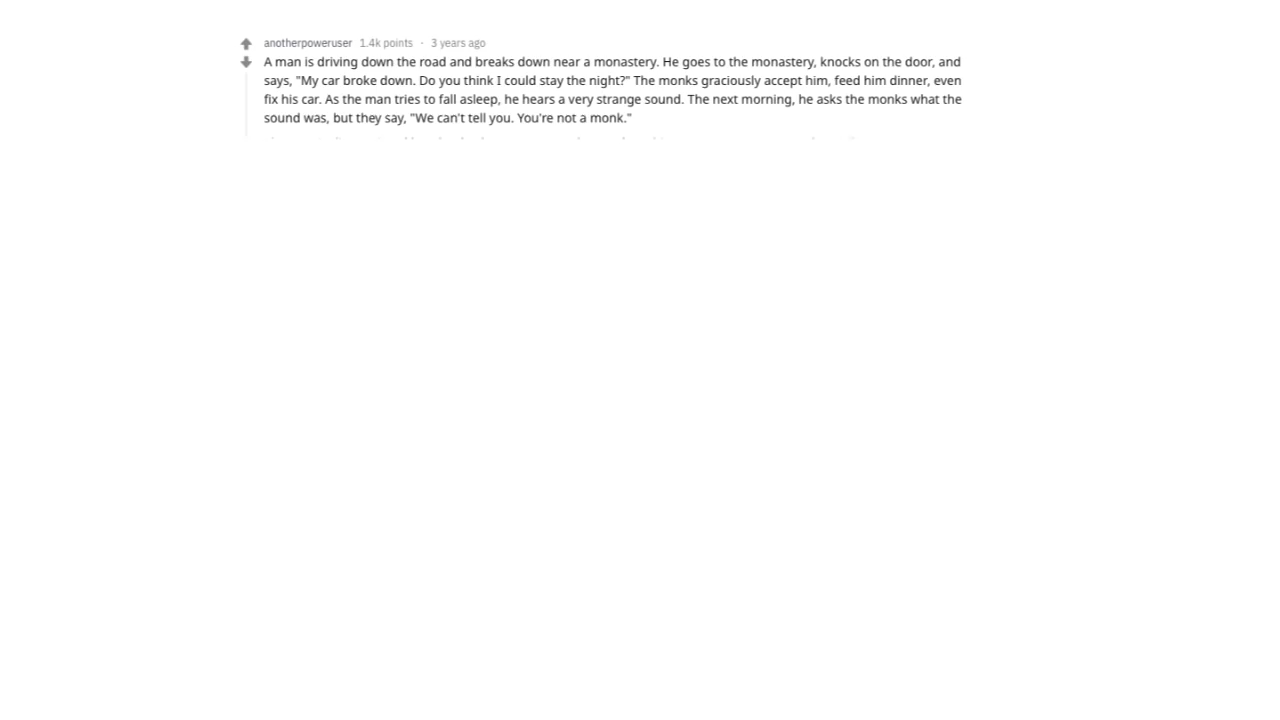 anotherpoweruser 1.4k points · 3 years ago
A man is driving down the road and breaks down near a monastery. He goes to the monastery, knocks on the door, and
says, "My car broke down. Do you think I could stay the night?" The monks graciously accept him, feed him dinner, even
fix his car. As the man tries to fall asleep, he hears a very strange sound. The next morning, he asks the monks what the
sound was, but they say, "We can't tell you. You're not a monk."